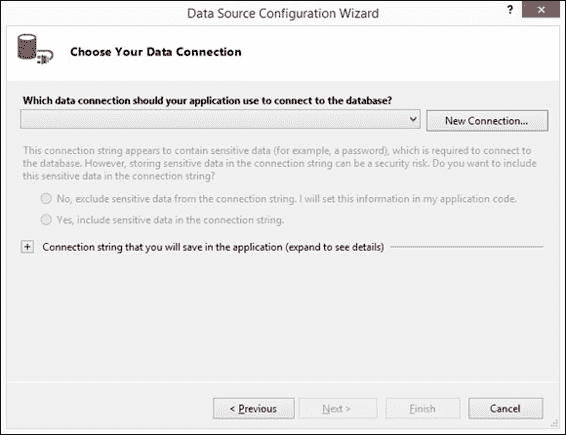 Data Source Configuration Wizard
?
Choose Your Data Connection
Which data connection should your application use to connect to the database?
New Connection...
This connection string appears to contain sensitive data (for example, a password), which is required to connect to
the database. However, storing sensitive data in the connection string can be a security risk. Do you want to include
this sensitive data in the connection string?
No, exclude sensitive data from the connection string. I will set this information in my application code.
Yes, include sensitive data in the connection string.
Connection string that you will save in the application (expand to see details)
< Previous
Next >
Finish
Cancel